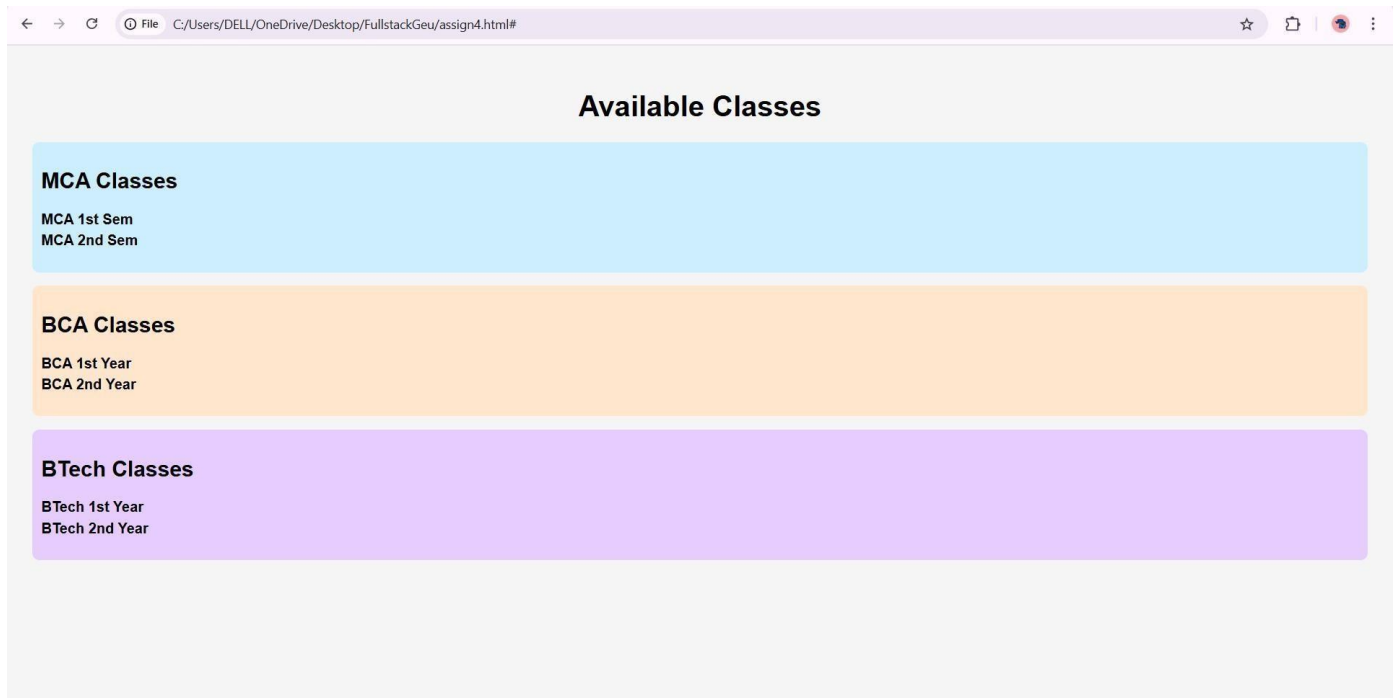 File C:/Users/DELL/OneDrive/Desktop/FullstackGeu/assign4.html#
Available Classes
MCA Classes
MCA 1st Sem
MCA 2nd Sem
BCA Classes
BCA 1st Year
BCA 2nd Year
BTech Classes
BTech 1st Year
BTech 2nd Year